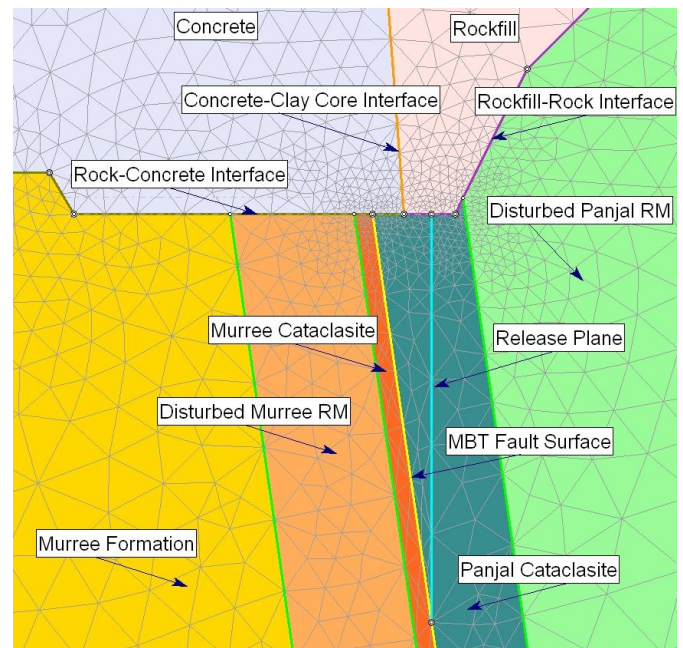 Concrete
Rockfill
Concrete-Clay Core Interface
Rockfill-Rock Interface
Rock-Concrete Interface
Disturbed Panjal RM
Murree Cataclasite
Release Plane
Disturbed Murree RM
MBT Fault Surface
Murree Formation
Panjal Cataclasite